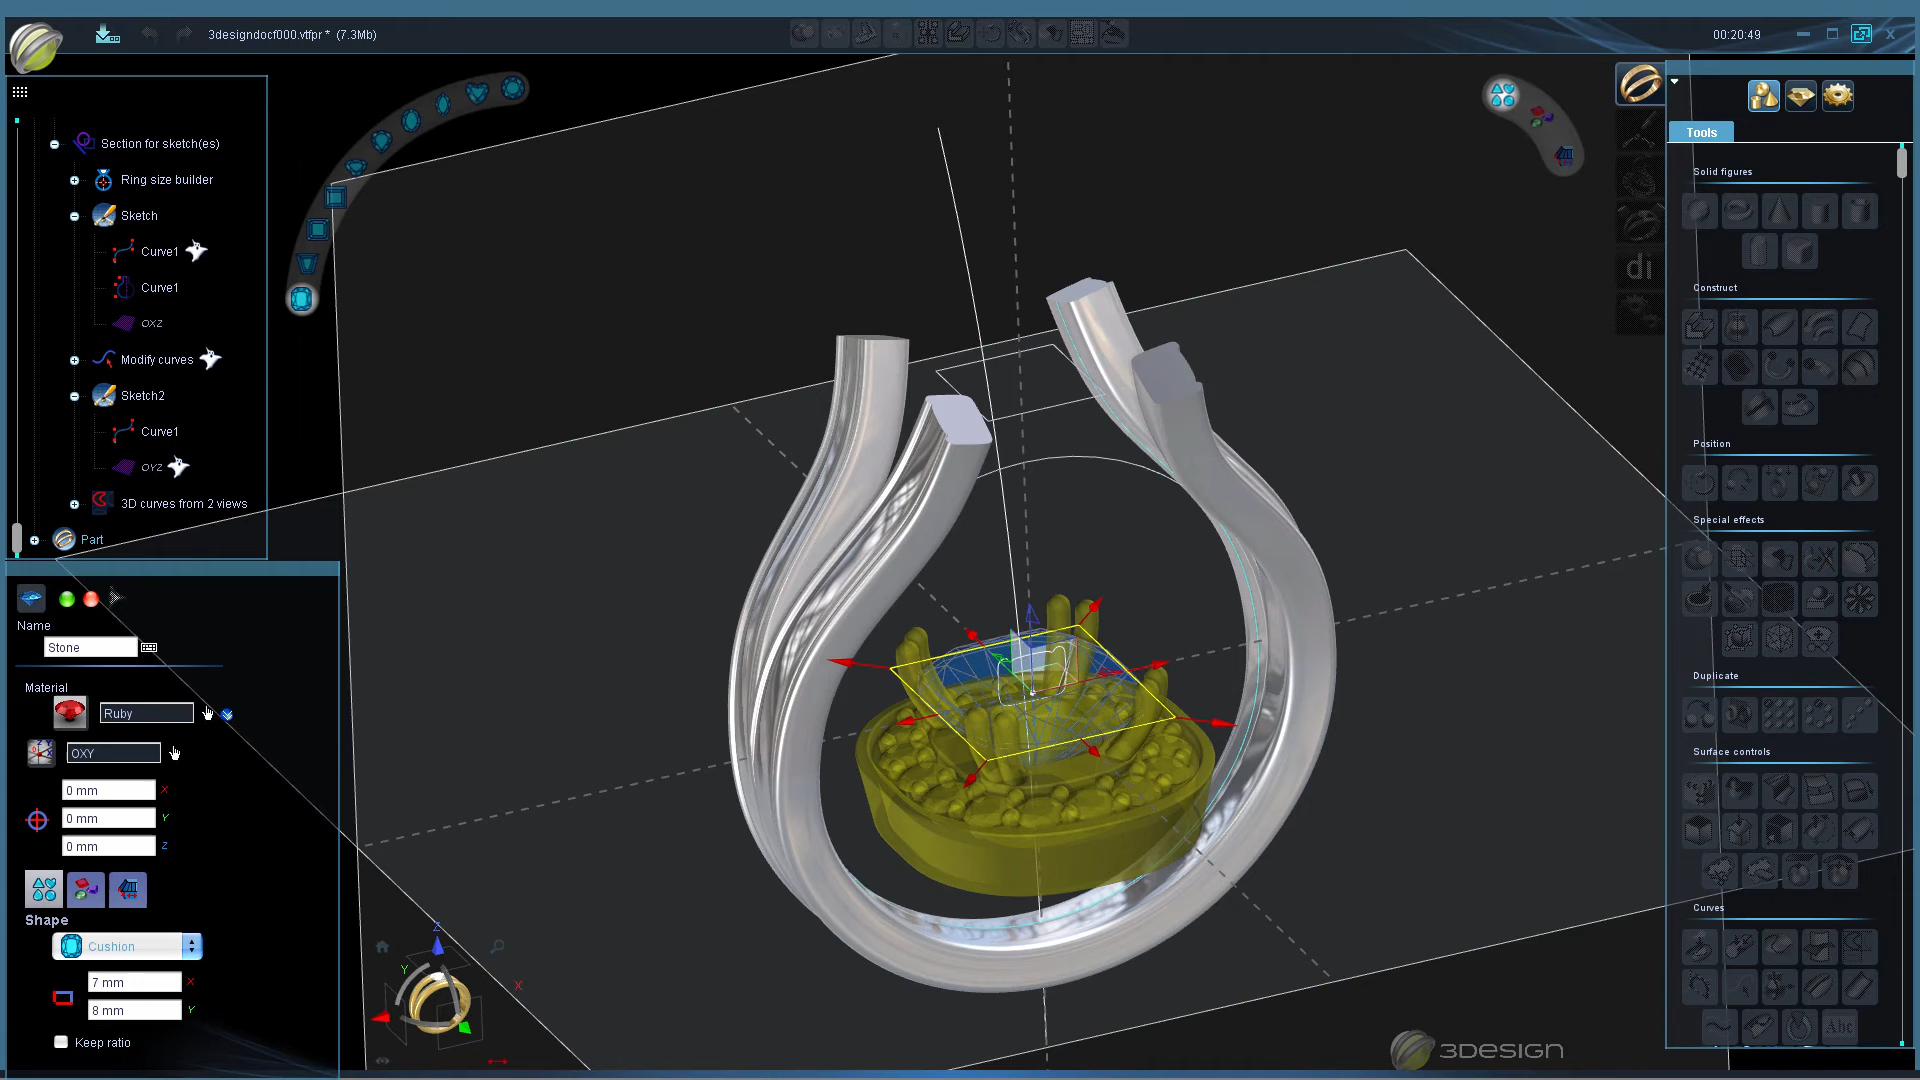 3designdocf000.vtfpr * (7.3Mb)
00:20:49
X
Section for sketch(es)
Ring size builder
Sketch
Curve1
Curve1
OXZ
Modify curves
Sketch2
Curve1
OYZ
3D curves from 2 views
Part
Name
Stone
Material
Ruby
OXY
0 mm X
0 mm Y
0 mm Z
Shape
Cushion
7 mm X
8 mm Y
Keep ratio
Z
Y
X
di
Tools
Solid figures
Construct
Position
Special effects
Duplicate
Surface controls
Curves
Abc
3DESIGN